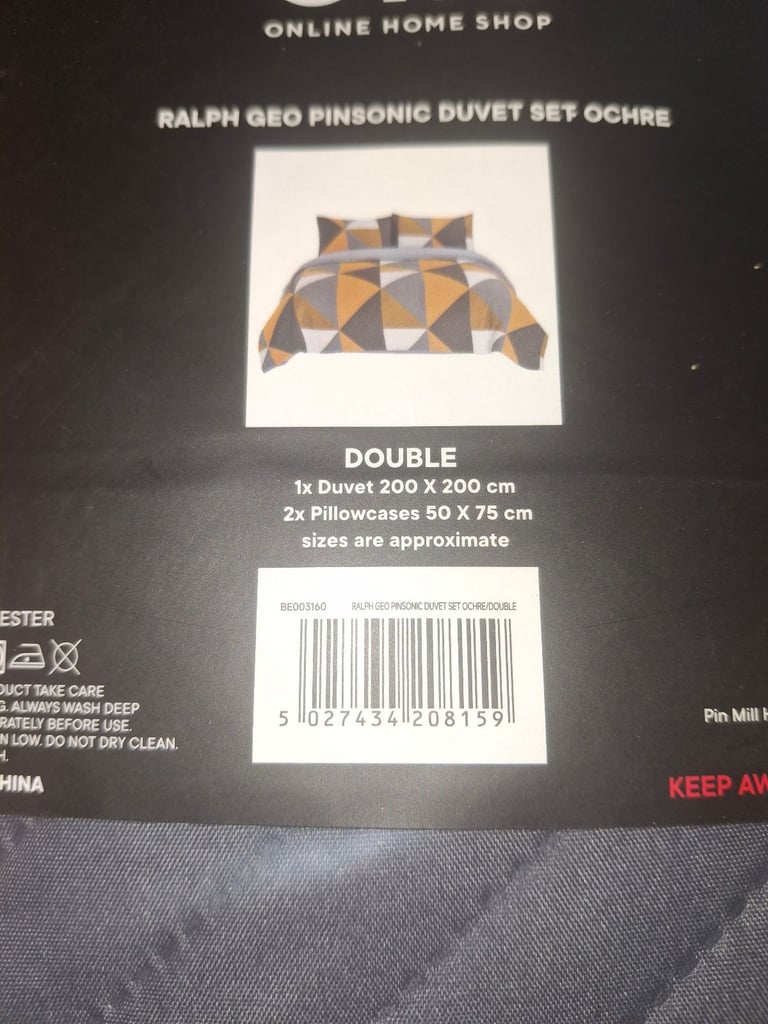 ONLINE HOME SHOP
RALPH GEO PINSONIC DUVET SET OCHRE
DOUBLE
1x Duvet 200 X 200 cm
2x Pillowcases 50 X 75 cm
sizes are approximate
BE003160 RALPH GEO PINSONIC DUVET SET OCHRE/DOUBLE
5 027434 208159
ESTER
DUCT TAKE CARE
G. ALWAYS WASH DEEP
RATELY BEFORE USE.
N LOW. DO NOT DRY CLEAN.
H.
HINA
Pin Mill H
KEEP AW